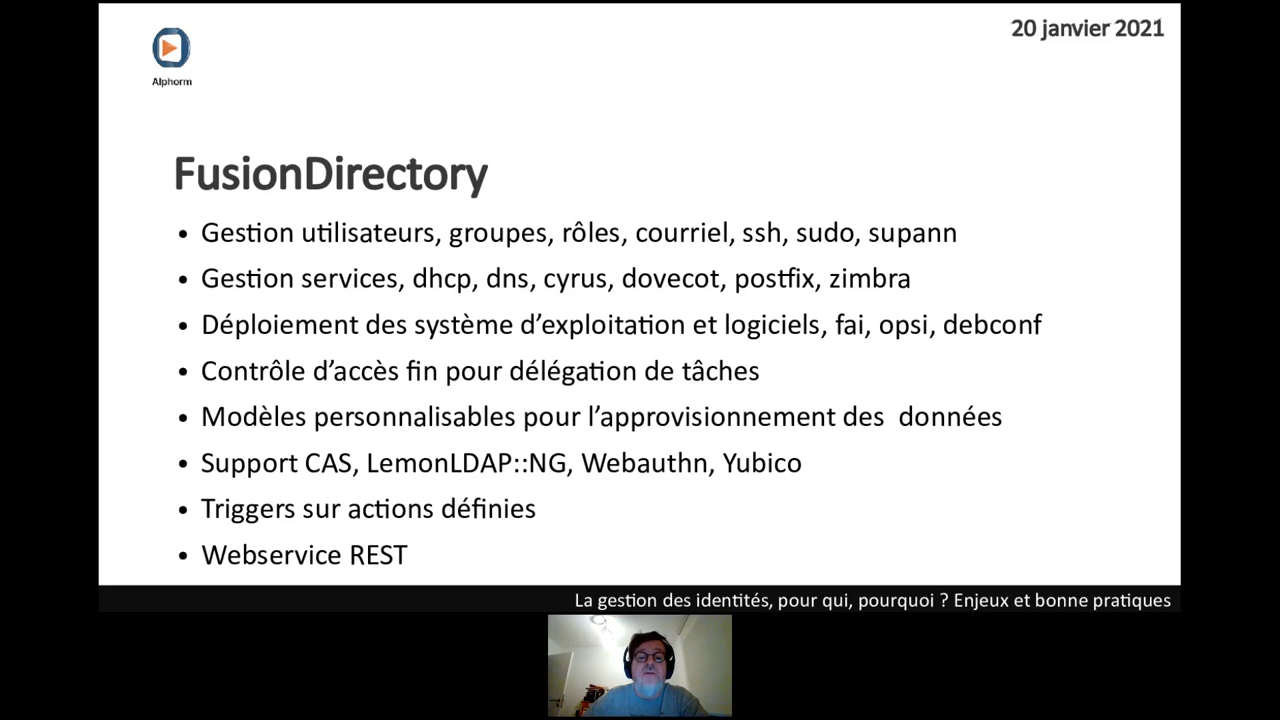 20 janvier 2021
Alphorm
FusionDirectory
• Gestion utilisateurs, groupes, rôles, courriel, ssh, sudo, supann
• Gestion services, dhcp, dns, cyrus, dovecot, postfix, zimbra
• Déploiement des système d’exploitation et logiciels, fai, opsi, debconf
• Contrôle d’accès fin pour délégation de tâches
• Modèles personnalisables pour l’approvisionnement des  données
• Support CAS, LemonLDAP::NG, Webauthn, Yubico
• Triggers sur actions définies
• Webservice REST
La gestion des identités, pour qui, pourquoi ? Enjeux et bonne pratiques